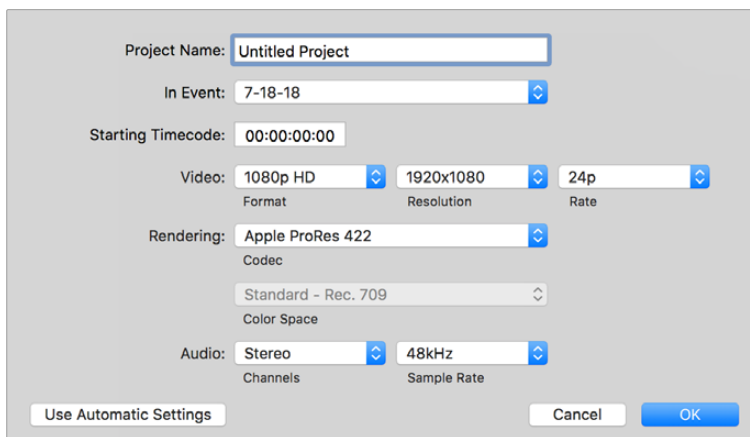 Project Name: Untitled Project
In Event: 7-18-18
Starting Timecode: 00:00:00:00
Video: 1080p HD 1920x1080 24p
Format Resolution Rate
Rendering: Apple ProRes 422
Codec
Standard - Rec. 709
Color Space
Audio: Stereo 48kHz
Channels Sample Rate
Use Automatic Settings Cancel OK